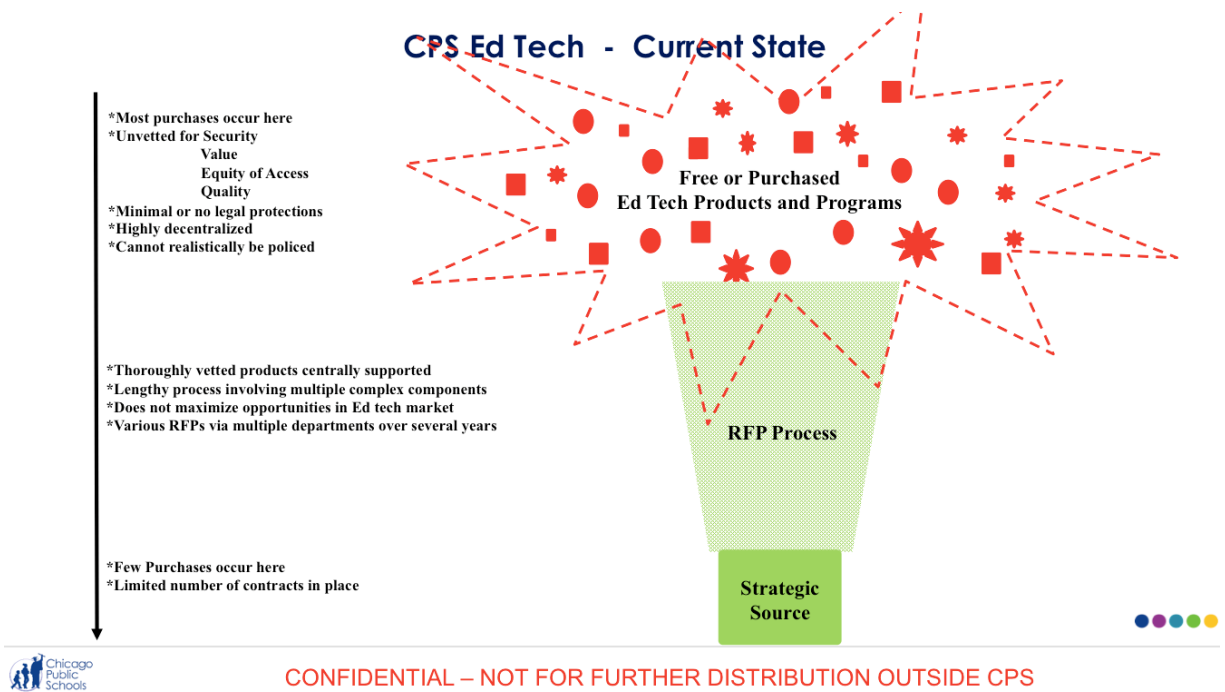 CPS Ed Tech - Current State
*Most purchases occur here
*Unvetted for Security
Value
Equity of Access
Quality
*Minimal or no legal protections
*Highly decentralized
*Cannot realistically be policed
Free or Purchased
Ed Tech Products and Programs
*Thoroughly vetted products centrally supported
*Lengthy process involving multiple complex components
*Does not maximize opportunities in Ed tech market
*Various RFPs via multiple departments over several years
RFP Process
*Few Purchases occur here
*Limited number of contracts in place
Strategic
Source
Chicago
Public
Schools
CONFIDENTIAL – NOT FOR FURTHER DISTRIBUTION OUTSIDE CPS